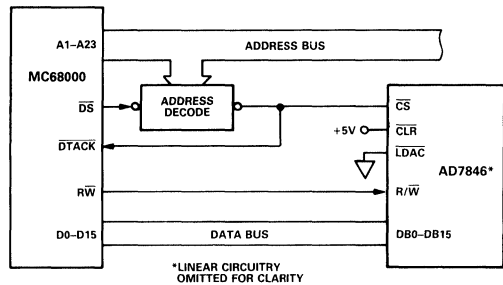 A1–A23
ADDRESS BUS
MC68000
DS
ADDRESS
DECODE
CS
+5V
CLR
DTACK
LDAC
AD7846*
RW
R/W
D0–D15
DATA BUS
DB0–DB15
*LINEAR CIRCUITRY
OMITTED FOR CLARITY